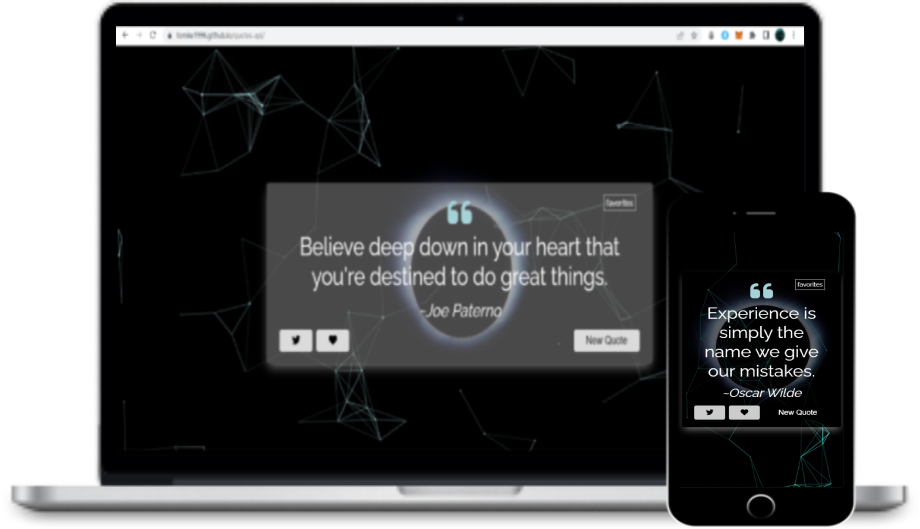 favorites
Believe deep down in your heart that
you're destined to do great things.
~Joe Paterno
New Quote
favorites
Experience is
simply the
name we give
our mistakes.
~Oscar Wilde
New Quote